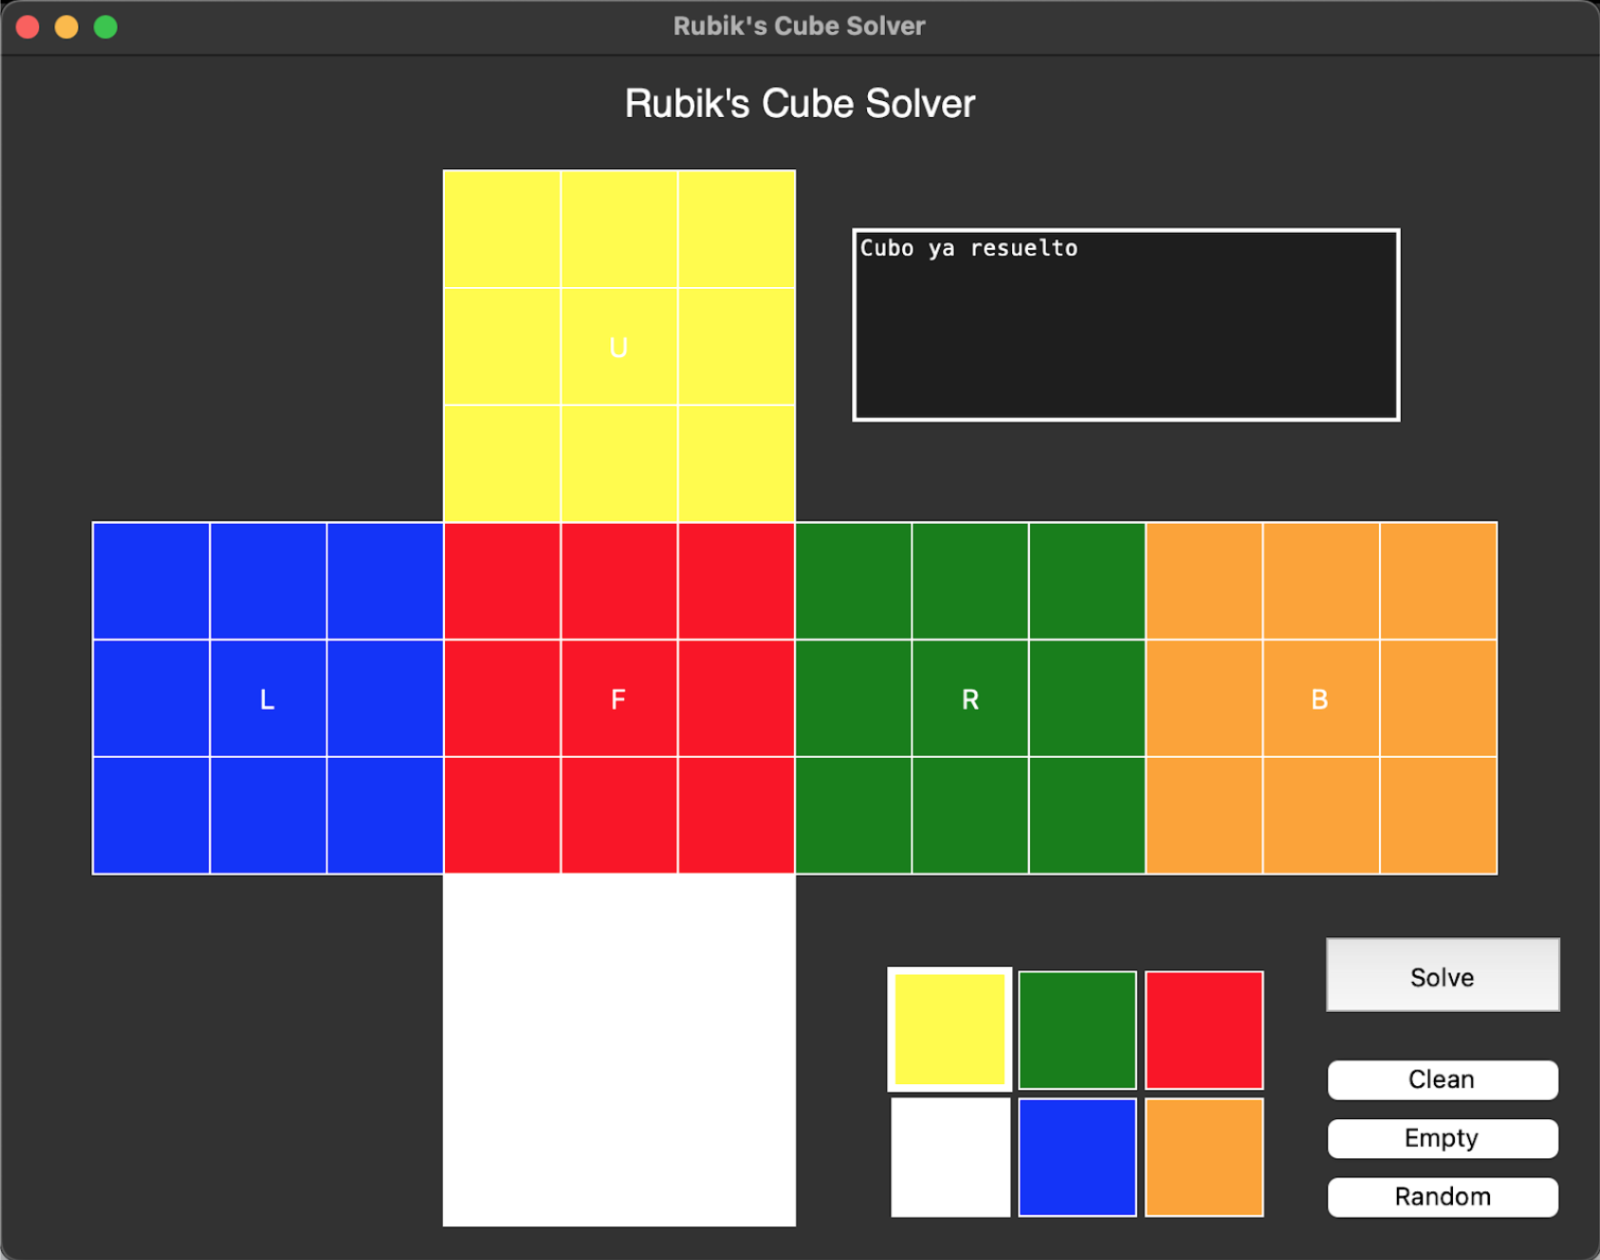 Rubik's Cube Solver
Rubik's Cube Solver
Cubo ya resuelto
U
L
F
R
B
Solve
Clean
Empty
Random